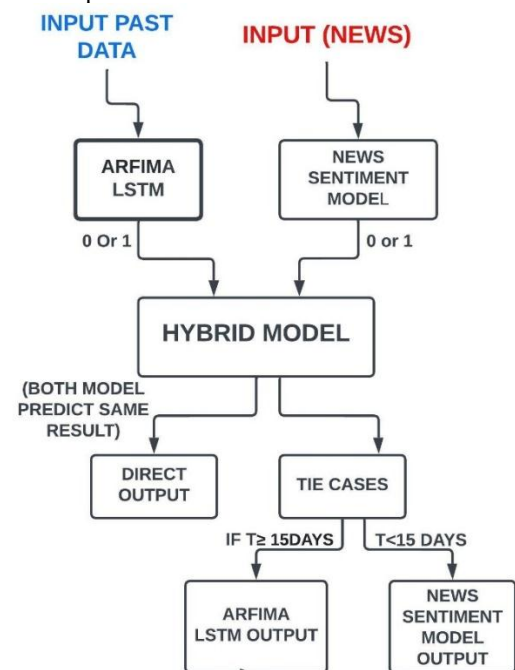 INPUT PAST
DATA
INPUT (NEWS)
ARFIMA
LSTM
NEWS
SENTIMENT
MODEL
0 Or 1
0 or 1
HYBRID MODEL
(BOTH MODEL
PREDICT SAME
RESULT)
DIRECT
OUTPUT
TIE CASES
IF T≥ 15DAYS
T<15 DAYS
ARFIMA
LSTM OUTPUT
NEWS
SENTIMENT
MODEL
OUTPUT